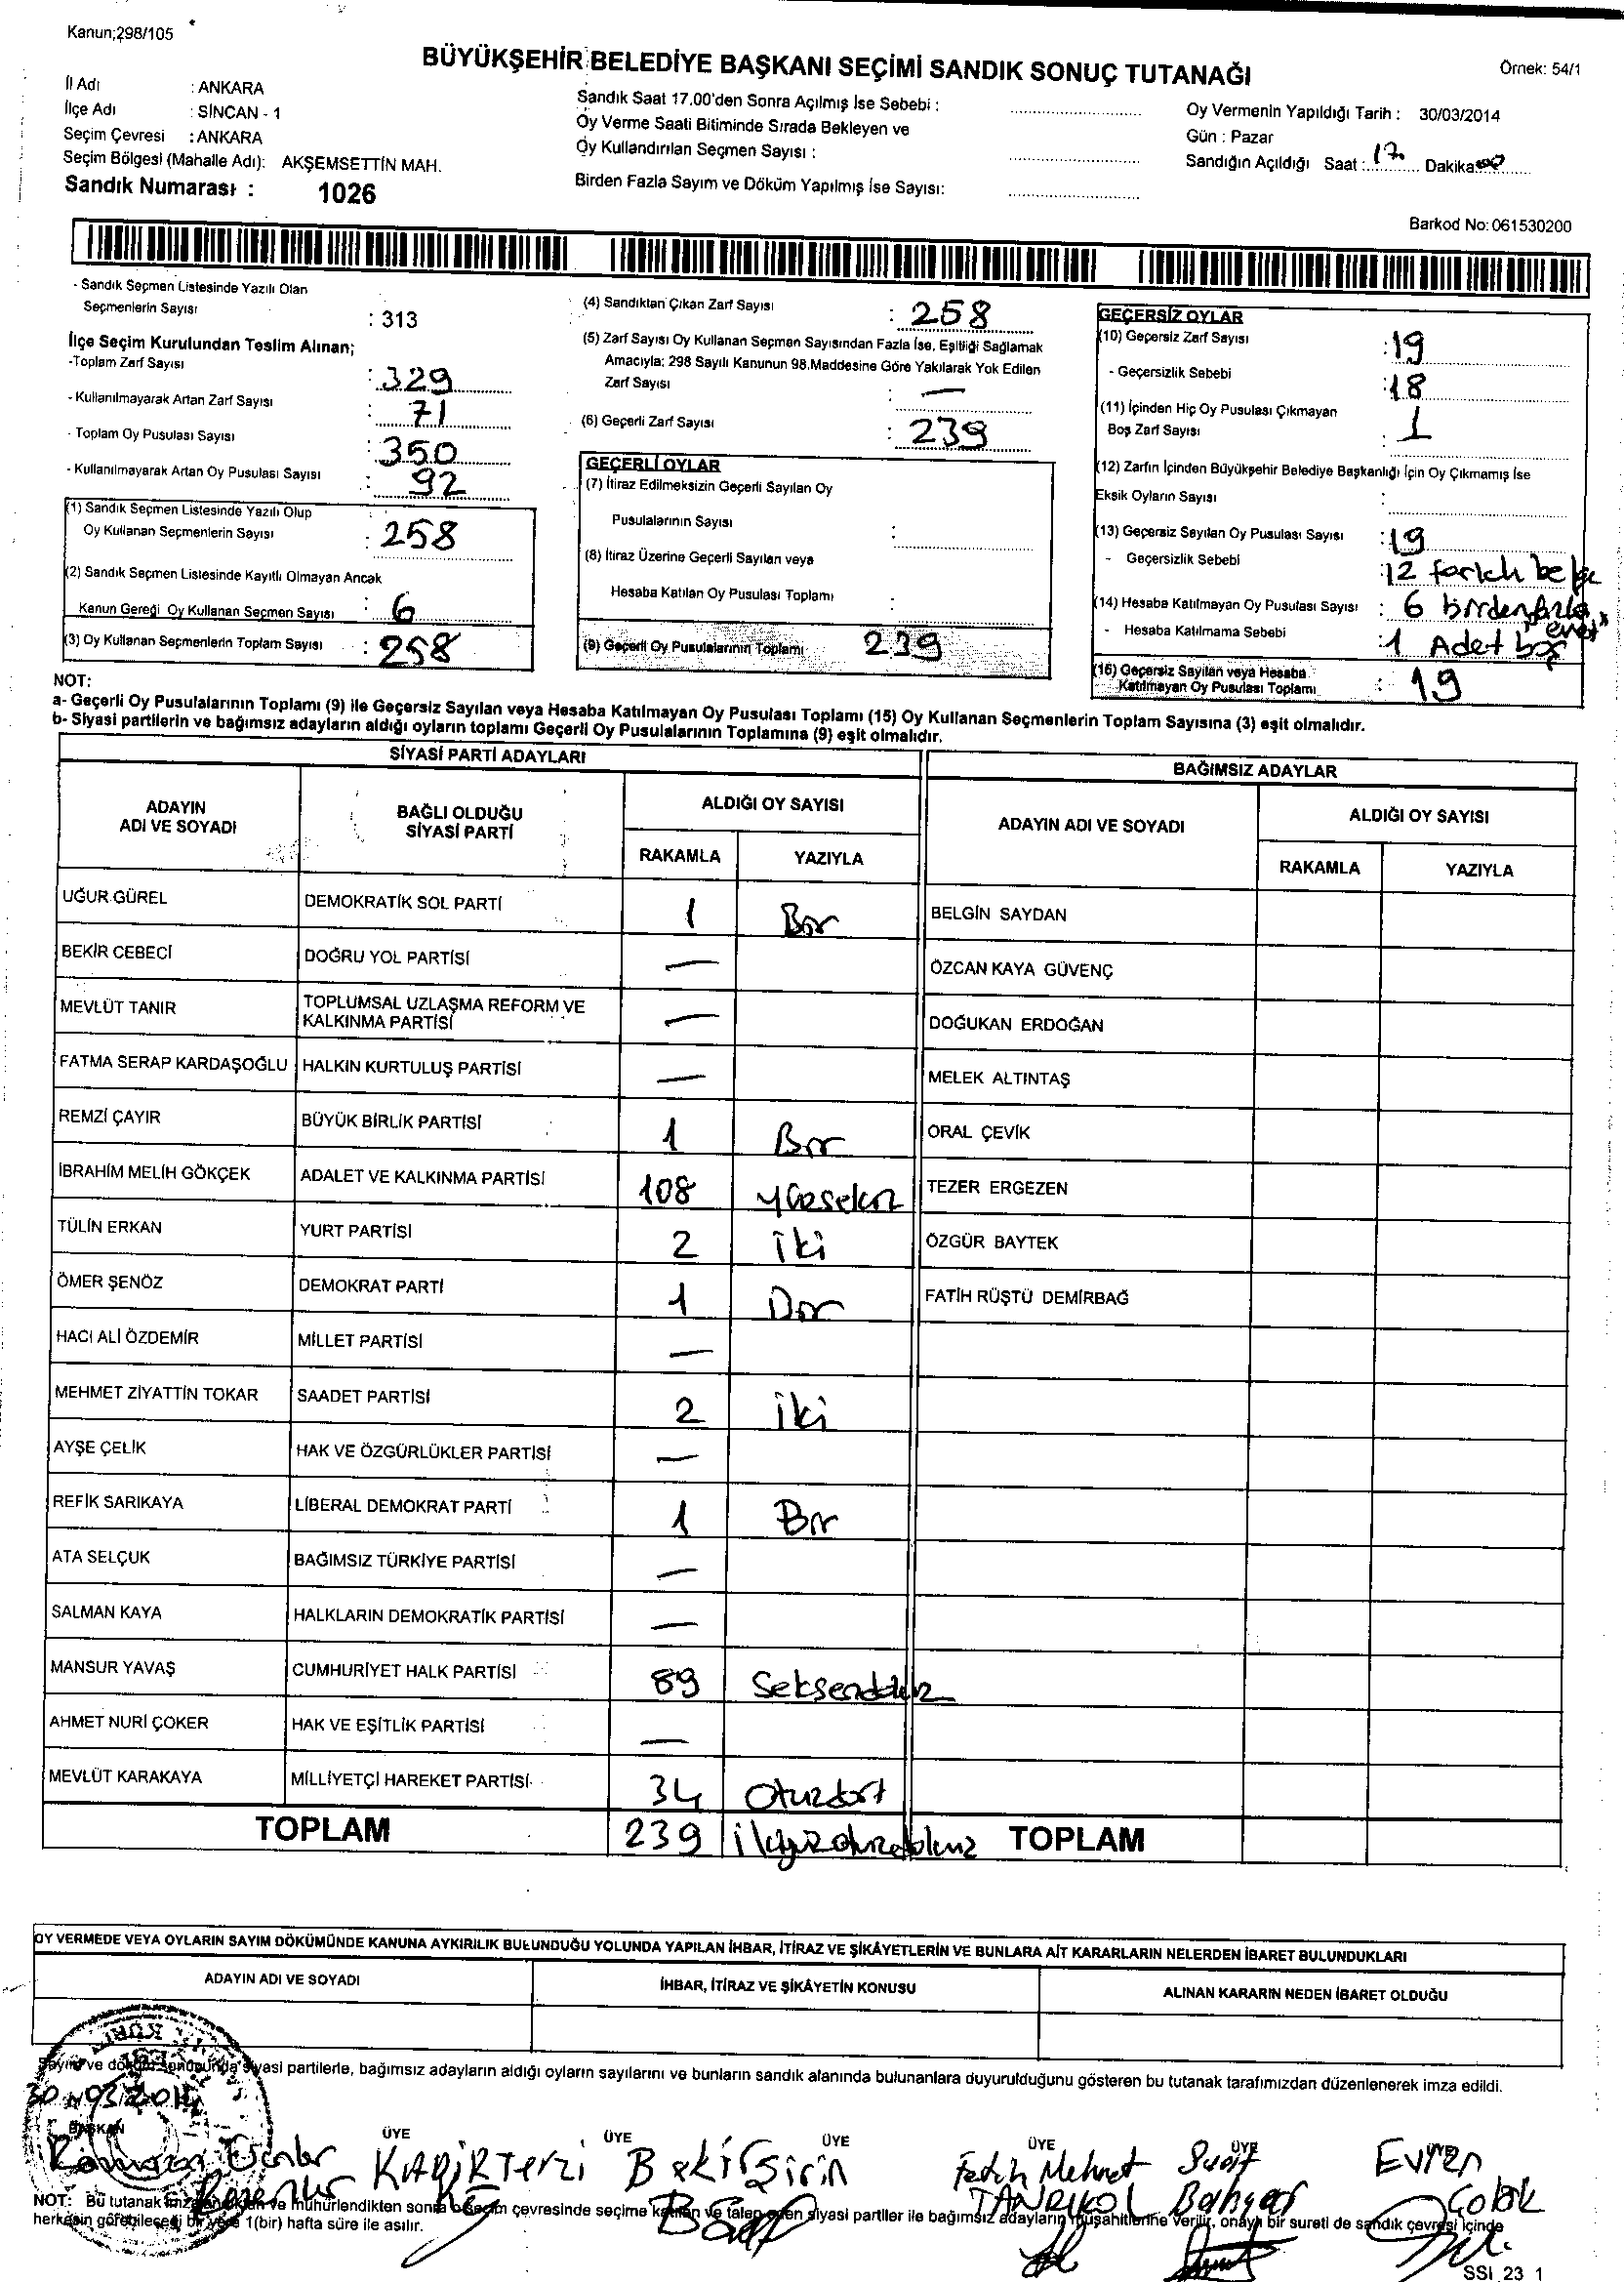 Kanun;298/105
BÜYÜKŞEHİR BELEDİYE BAŞKANI SEÇİMİ SANDIK SONUÇ TUTANAĞI
Örnek: 54/1
İl Adı : ANKARA
İlçe Adı : SİNCAN - 1
Seçim Çevresi : ANKARA
Seçim Bölgesi (Mahalle Adı): AKŞEMSETTİN MAH.
Sandık Numarası : 1026
Sandık Saat 17.00'den Sonra Açılmış İse Sebebi :
Oy Verme Saati Bitiminde Sırada Bekleyen ve
Oy Kullandırılan Seçmen Sayısı :
Birden Fazla Sayım ve Döküm Yapılmış İse Sayısı:
Oy Vermenin Yapıldığı Tarih : 30/03/2014
Gün : Pazar
Sandığın Açıldığı Saat : 17 Dakika 00
Barkod No: 061530200
- Sandık Seçmen Listesinde Yazılı Olan
Seçmenlerin Sayısı : 313
İlçe Seçim Kurulundan Teslim Alınan;
-Toplam Zarf Sayısı : 329
- Kullanılmayarak Artan Zarf Sayısı : 71
- Toplam Oy Pusulası Sayısı : 350
- Kullanılmayarak Artan Oy Pusulası Sayısı : 92
(1) Sandık Seçmen Listesinde Yazılı Olup
Oy Kullanan Seçmenlerin Sayısı : 258
(2) Sandık Seçmen Listesinde Kayıtlı Olmayan Ancak
Kanun Gereği Oy Kullanan Seçmen Sayısı : 6
(3) Oy Kullanan Seçmenlerin Toplam Sayısı : 258
(4) Sandıktan Çıkan Zarf Sayısı : 258
(5) Zarf Sayısı Oy Kullanan Seçmen Sayısından Fazla İse, Eşitliği Sağlamak
Amacıyla; 298 Sayılı Kanunun 98.Maddesine Göre Yakılarak Yok Edilen
Zarf Sayısı : —
(6) Geçerli Zarf Sayısı : 239
GEÇERLİ OYLAR
(7) İtiraz Edilmeksizin Geçerli Sayılan Oy
Pusulalarının Sayısı :
(8) İtiraz Üzerine Geçerli Sayılan veya
Hesaba Katılan Oy Pusulası Toplamı :
(9) Geçerli Oy Pusulalarının Toplamı 239
GEÇERSİZ OYLAR
(10) Geçersiz Zarf Sayısı : 19
- Geçersizlik Sebebi : 18
(11) İçinden Hiç Oy Pusulası Çıkmayan
Boş Zarf Sayısı : 1
(12) Zarfın İçinden Büyükşehir Belediye Başkanlığı İçin Oy Çıkmamış İse
Eksik Oyların Sayısı :
(13) Geçersiz Sayılan Oy Pusulası Sayısı : 19
- Geçersizlik Sebebi : 12 farklı belge
(14) Hesaba Katılmayan Oy Pusulası Sayısı : 6 birden fazla "evet"
- Hesaba Katılmama Sebebi : 1 Adet boş
(15) Geçersiz Sayılan veya Hesaba
Katılmayan Oy Pusulası Toplamı : 19
NOT:
a- Geçerli Oy Pusulalarının Toplamı (9) ile Geçersiz Sayılan veya Hesaba Katılmayan Oy Pusulası Toplamı (15) Oy Kullanan Seçmenlerin Toplam Sayısına (3) eşit olmalıdır.
b- Siyasi partilerin ve bağımsız adayların aldığı oyların toplamı Geçerli Oy Pusulalarının Toplamına (9) eşit olmalıdır.
SİYASİ PARTİ ADAYLARI BAĞIMSIZ ADAYLAR
ADAYIN ADI VE SOYADI BAĞLI OLDUĞU SİYASİ PARTİ ALDIĞI OY SAYISI ADAYIN ADI VE SOYADI ALDIĞI OY SAYISI
RAKAMLA YAZIYLA RAKAMLA YAZIYLA
UĞUR GÜREL DEMOKRATİK SOL PARTİ 1 Bir BELGİN SAYDAN
BEKİR CEBECİ DOĞRU YOL PARTİSİ — ÖZCAN KAYA GÜVENÇ
MEVLÜT TANIR TOPLUMSAL UZLAŞMA REFORM VE KALKINMA PARTİSİ — DOĞUKAN ERDOĞAN
FATMA SERAP KARDAŞOĞLU HALKIN KURTULUŞ PARTİSİ — MELEK ALTINTAŞ
REMZİ ÇAYIR BÜYÜK BİRLİK PARTİSİ 1 Bir ORAL ÇEVİK
İBRAHİM MELİH GÖKÇEK ADALET VE KALKINMA PARTİSİ 108 yüzsekiz TEZER ERGEZEN
TÜLİN ERKAN YURT PARTİSİ 2 İki ÖZGÜR BAYTEK
ÖMER ŞENÖZ DEMOKRAT PARTİ 1 Bir FATİH RÜŞTÜ DEMİRBAĞ
HACI ALİ ÖZDEMİR MİLLET PARTİSİ —
MEHMET ZİYATTİN TOKAR SAADET PARTİSİ 2 İki
AYŞE ÇELİK HAK VE ÖZGÜRLÜKLER PARTİSİ —
REFİK SARIKAYA LİBERAL DEMOKRAT PARTİ 1 Bir
ATA SELÇUK BAĞIMSIZ TÜRKİYE PARTİSİ —
SALMAN KAYA HALKLARIN DEMOKRATİK PARTİSİ —
MANSUR YAVAŞ CUMHURİYET HALK PARTİSİ 89 Seksendokuz
AHMET NURİ ÇOKER HAK VE EŞİTLİK PARTİSİ —
MEVLÜT KARAKAYA MİLLİYETÇİ HAREKET PARTİSİ 34 Otuzdört
TOPLAM 239 ikiyüzotuzdokuz TOPLAM
OY VERMEDE VEYA OYLARIN SAYIM DÖKÜMÜNDE KANUNA AYKIRILIK BULUNDUĞU YOLUNDA YAPILAN İHBAR, İTİRAZ VE ŞİKÂYETLERİN VE BUNLARA AİT KARARLARIN NELERDEN İBARET BULUNDUKLARI
ADAYIN ADI VE SOYADI İHBAR, İTİRAZ VE ŞİKÂYETİN KONUSU ALINAN KARARIN NEDEN İBARET OLDUĞU
Sayım ve döküm sonucunda siyasi partilerle, bağımsız adayların aldığı oyların sayılarını ve bunların sandık alanında bulunanlara duyurulduğunu gösteren bu tutanak tarafımızdan düzenlenerek imza edildi.
30/03/2014
BAŞKAN ÜYE ÜYE ÜYE ÜYE ÜYE ÜYE
Ramazan KADİR Terzi Bekir Şirin Fatih Mehmet TANRIKOL Suat Evren Çolak
NOT: Bu tutanak imzalandıktan ve mühürlendikten sonra o seçim çevresinde seçime katılan ve talep eden siyasi partiler ile bağımsız adayların müşahitlerine verilir, onaylı bir sureti de sandık çevresi içinde
herkesin görebileceği bir yere 1(bir) hafta süre ile asılır.
SSI 23 1